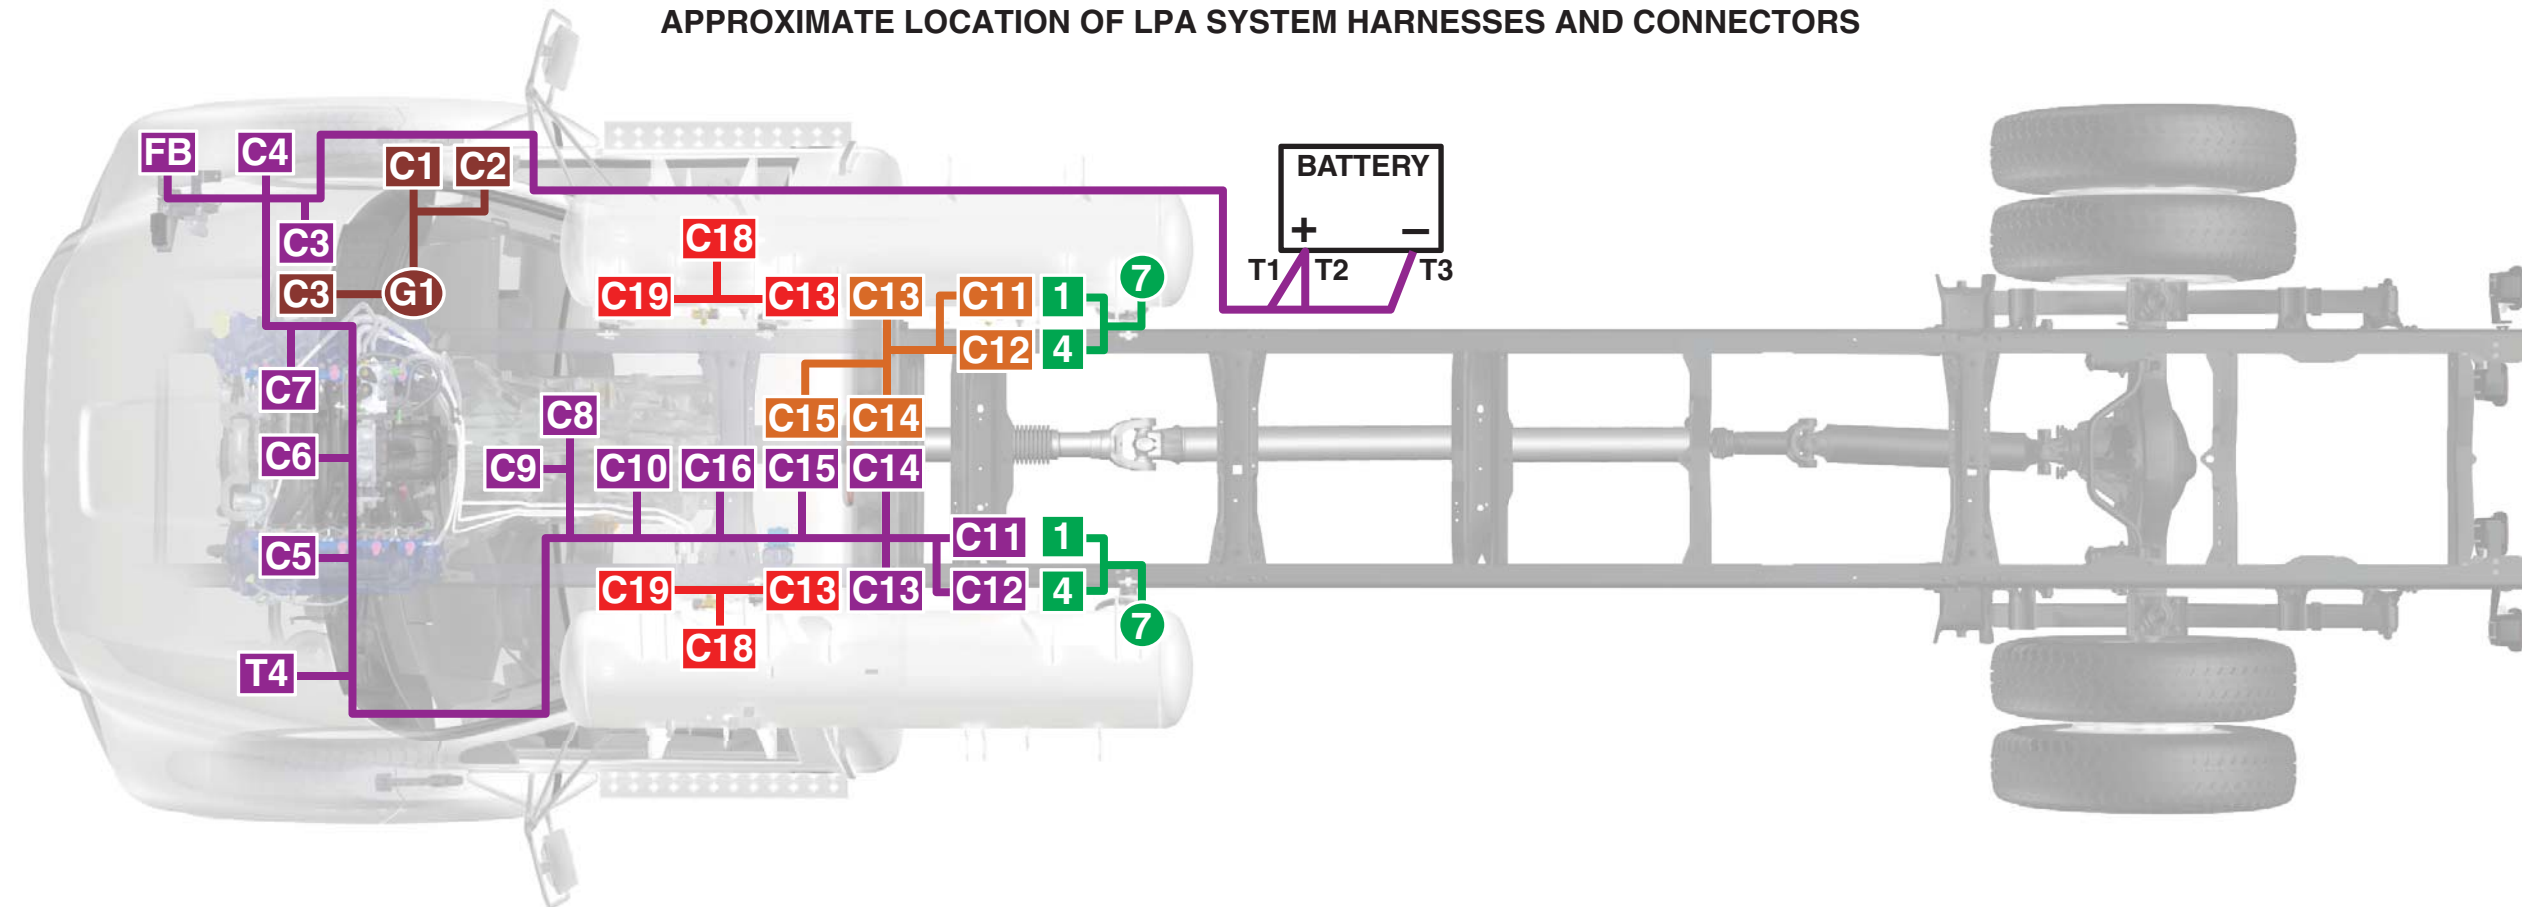 APPROXIMATE LOCATION OF LPA SYSTEM HARNESSES AND CONNECTORS
FB C4 C1 C2
BATTERY
+ –
C3
C18
T1 T2 T3
C3 G1
C19 C13 C13 C11 1 7
C12 4
C7
C8 C15 C14
C6 C9 C10 C16 C15 C14
C5 C11 1
C19 C13 C13 C12 4
7
C18
T4